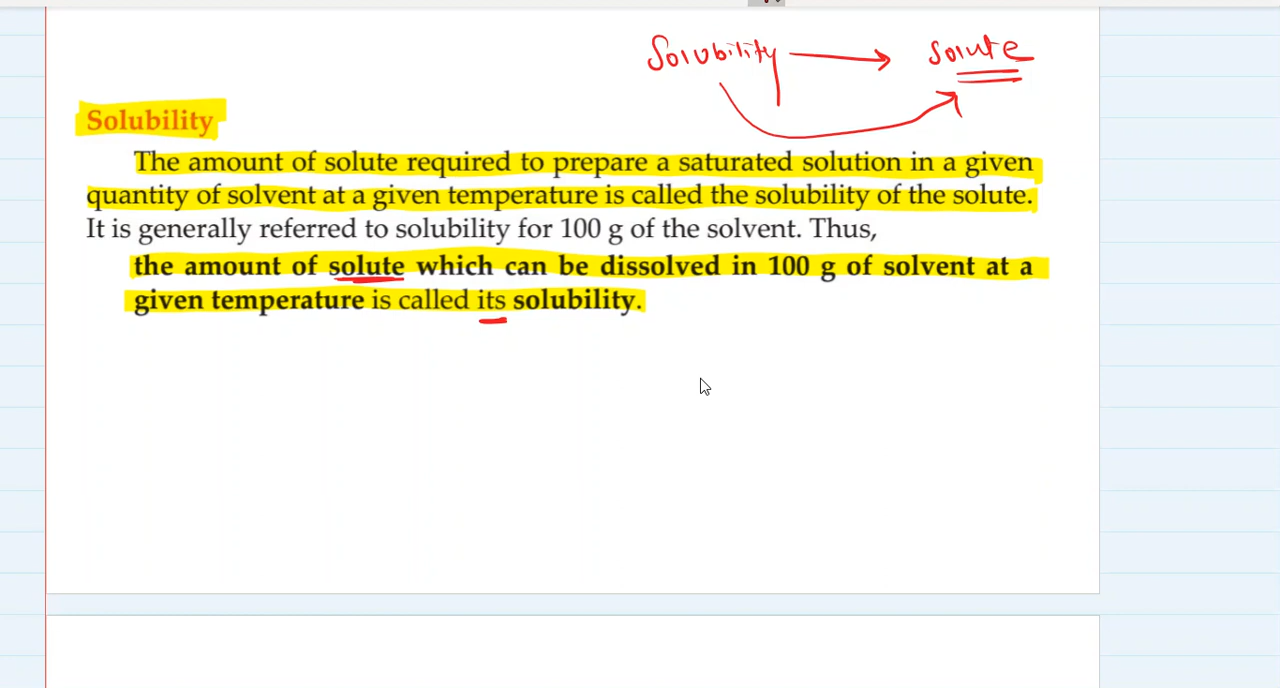 Solubility → Solute
Solubility
The amount of solute required to prepare a saturated solution in a given
quantity of solvent at a given temperature is called the solubility of the solute.
It is generally referred to solubility for 100 g of the solvent. Thus,
the amount of solute which can be dissolved in 100 g of solvent at a
given temperature is called its solubility.